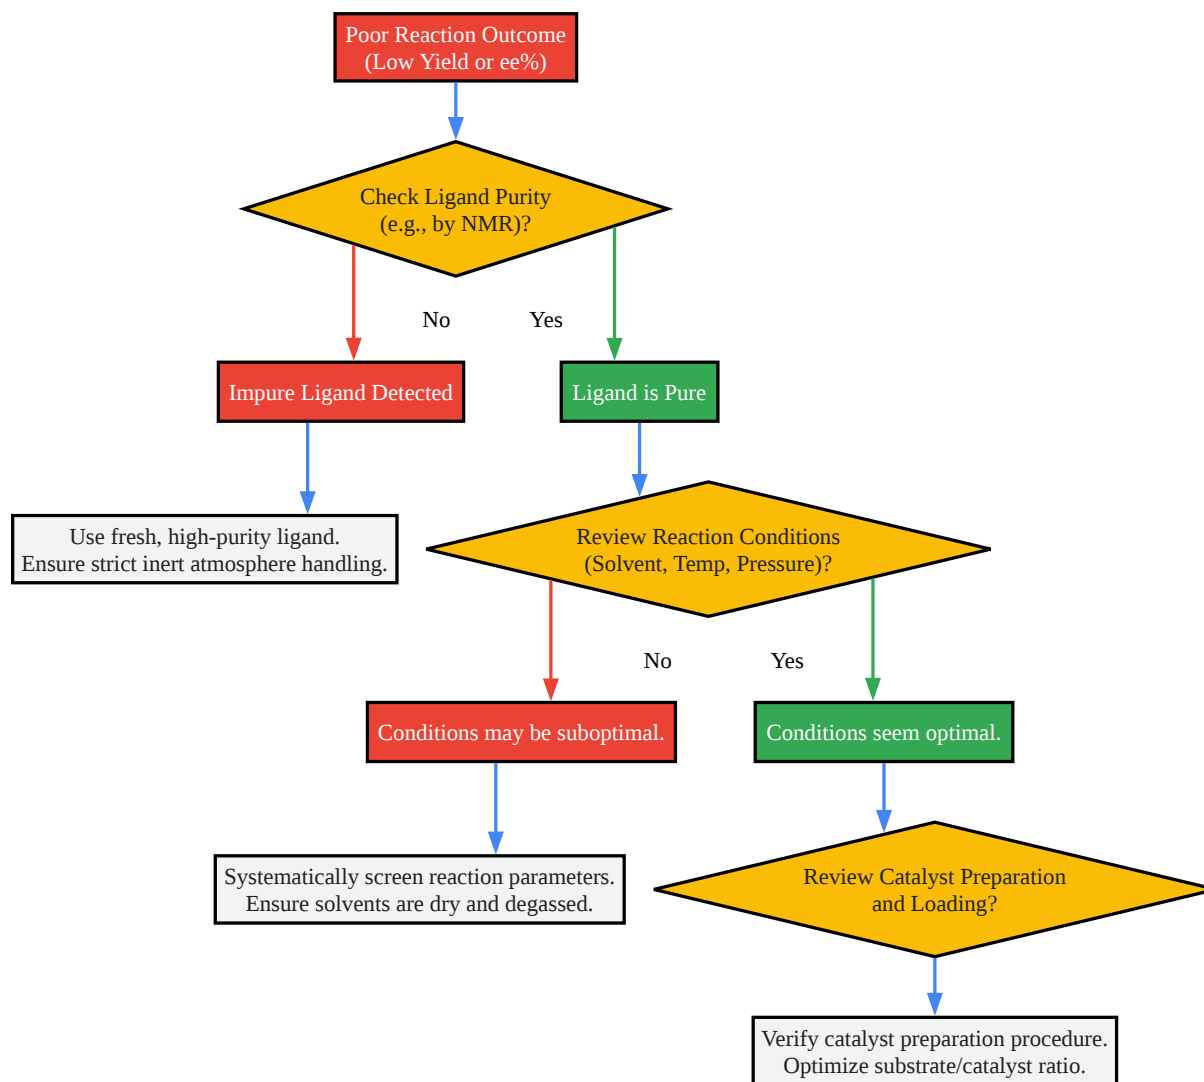 Poor Reaction Outcome
(Low Yield or ee%)
Check Ligand Purity
(e.g., by NMR)?
No
Yes
Impure Ligand Detected
Ligand is Pure
Use fresh, high-purity ligand.
Ensure strict inert atmosphere handling.
Review Reaction Conditions
(Solvent, Temp, Pressure)?
No
Yes
Conditions may be suboptimal.
Conditions seem optimal.
Systematically screen reaction parameters.
Ensure solvents are dry and degassed.
Review Catalyst Preparation
and Loading?
Verify catalyst preparation procedure.
Optimize substrate/catalyst ratio.